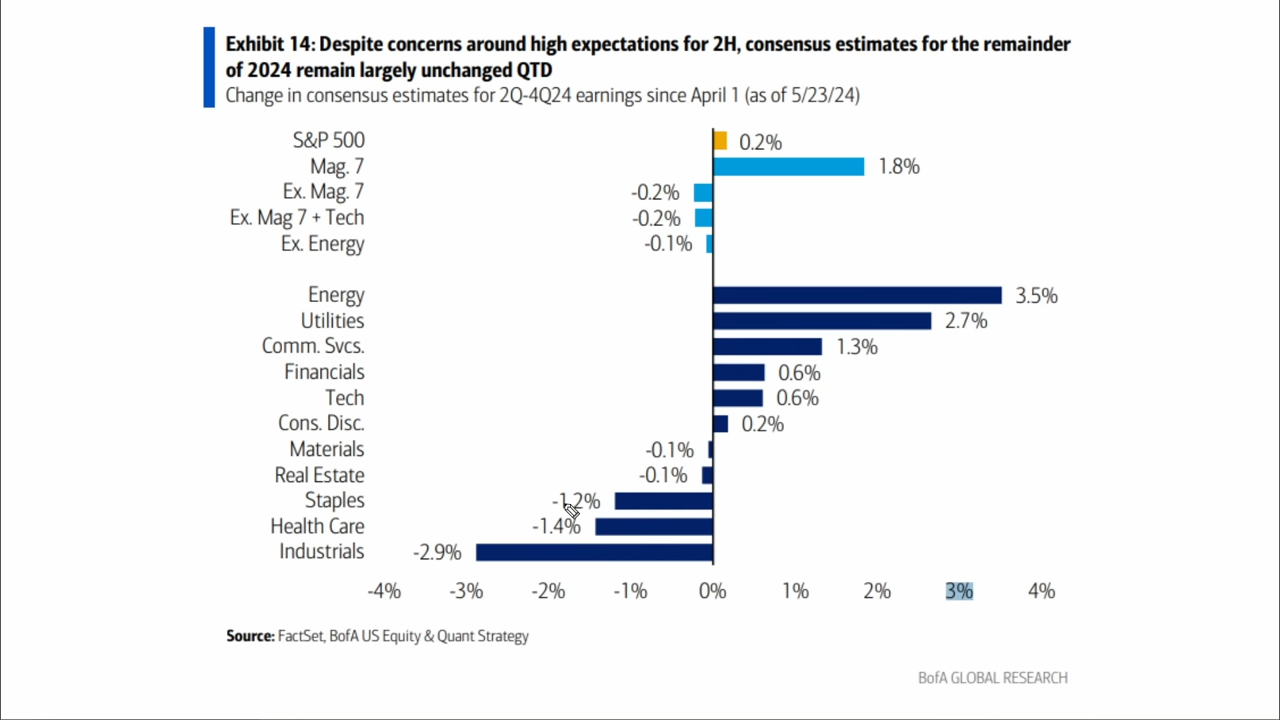 Exhibit 14: Despite concerns around high expectations for 2H, consensus estimates for the remainder
of 2024 remain largely unchanged QTD
Change in consensus estimates for 2Q-4Q24 earnings since April 1 (as of 5/23/24)
S&P 500 0.2%
Mag. 7 1.8%
Ex. Mag. 7 -0.2%
Ex. Mag 7 + Tech -0.2%
Ex. Energy -0.1%
Energy 3.5%
Utilities 2.7%
Comm. Svcs. 1.3%
Financials 0.6%
Tech 0.6%
Cons. Disc. 0.2%
Materials -0.1%
Real Estate -0.1%
Staples -1.2%
Health Care -1.4%
Industrials -2.9%
-4% -3% -2% -1% 0% 1% 2% 3% 4%
Source: FactSet, BofA US Equity & Quant Strategy
BofA GLOBAL RESEARCH